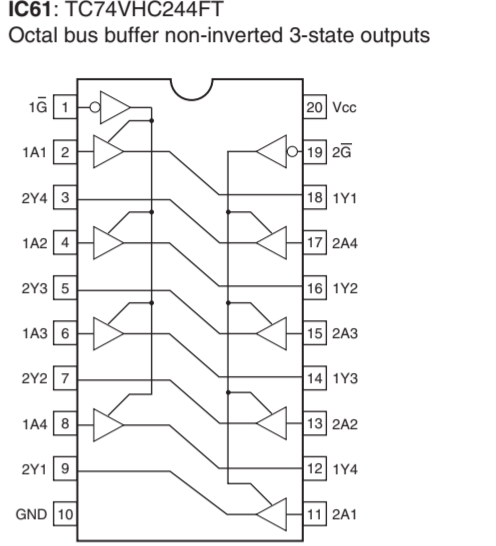 IC61: TC74VHC244FT
Octal bus buffer non-inverted 3-state outputs
1G̅ 1 20 Vcc
1A1 2 19 2G̅
2Y4 3 18 1Y1
1A2 4 17 2A4
2Y3 5 16 1Y2
1A3 6 15 2A3
2Y2 7 14 1Y3
1A4 8 13 2A2
2Y1 9 12 1Y4
GND 10 11 2A1